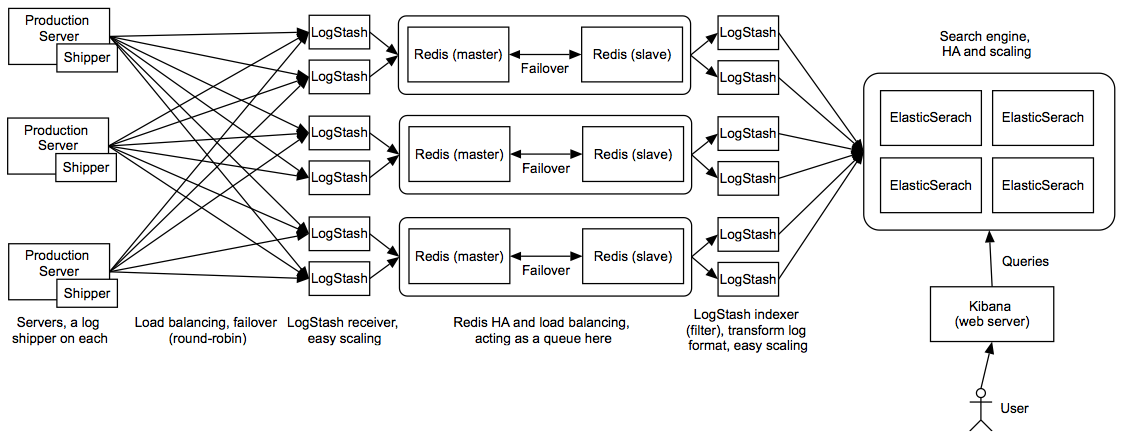 Production
Server
Shipper
Production
Server
Shipper
Production
Server
Shipper
Servers, a log
shipper on each
Load balancing, failover
(round-robin)
LogStash
LogStash
LogStash
LogStash
LogStash
LogStash
LogStash receiver,
easy scaling
Redis (master)
Failover
Redis (slave)
Redis (master)
Failover
Redis (slave)
Redis (master)
Failover
Redis (slave)
Redis HA and load balancing,
acting as a queue here
LogStash
LogStash
LogStash
LogStash
LogStash
LogStash
LogStash indexer
(filter), transform log
format, easy scaling
Search engine,
HA and scaling
ElasticSerach
ElasticSerach
ElasticSerach
ElasticSerach
Queries
Kibana
(web server)
User